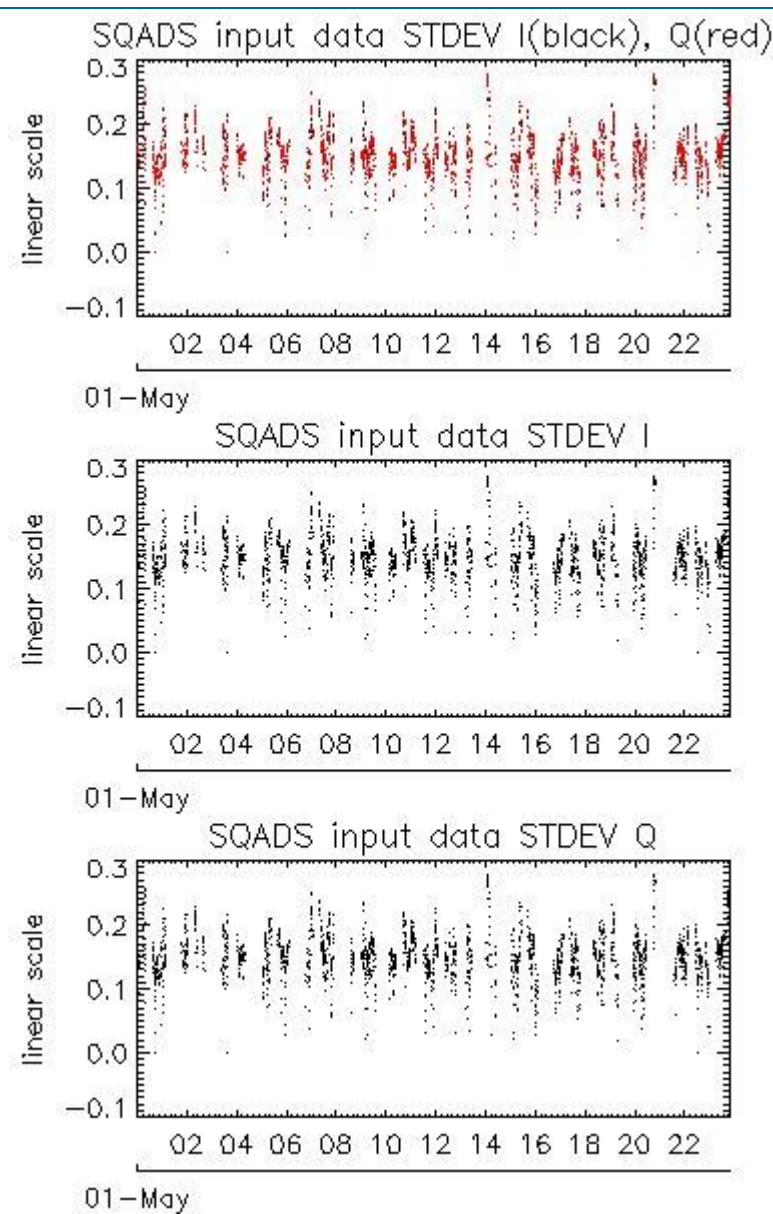 SQADS input data STDEV I(black), Q(red)
0.3
0.2
0.1
0.0
-0.1
linear scale
02 04 06 08 10 12 14 16 18 20 22
01-May
SQADS input data STDEV I
0.3
0.2
0.1
0.0
-0.1
linear scale
02 04 06 08 10 12 14 16 18 20 22
01-May
SQADS input data STDEV Q
0.3
0.2
0.1
0.0
-0.1
linear scale
02 04 06 08 10 12 14 16 18 20 22
01-May